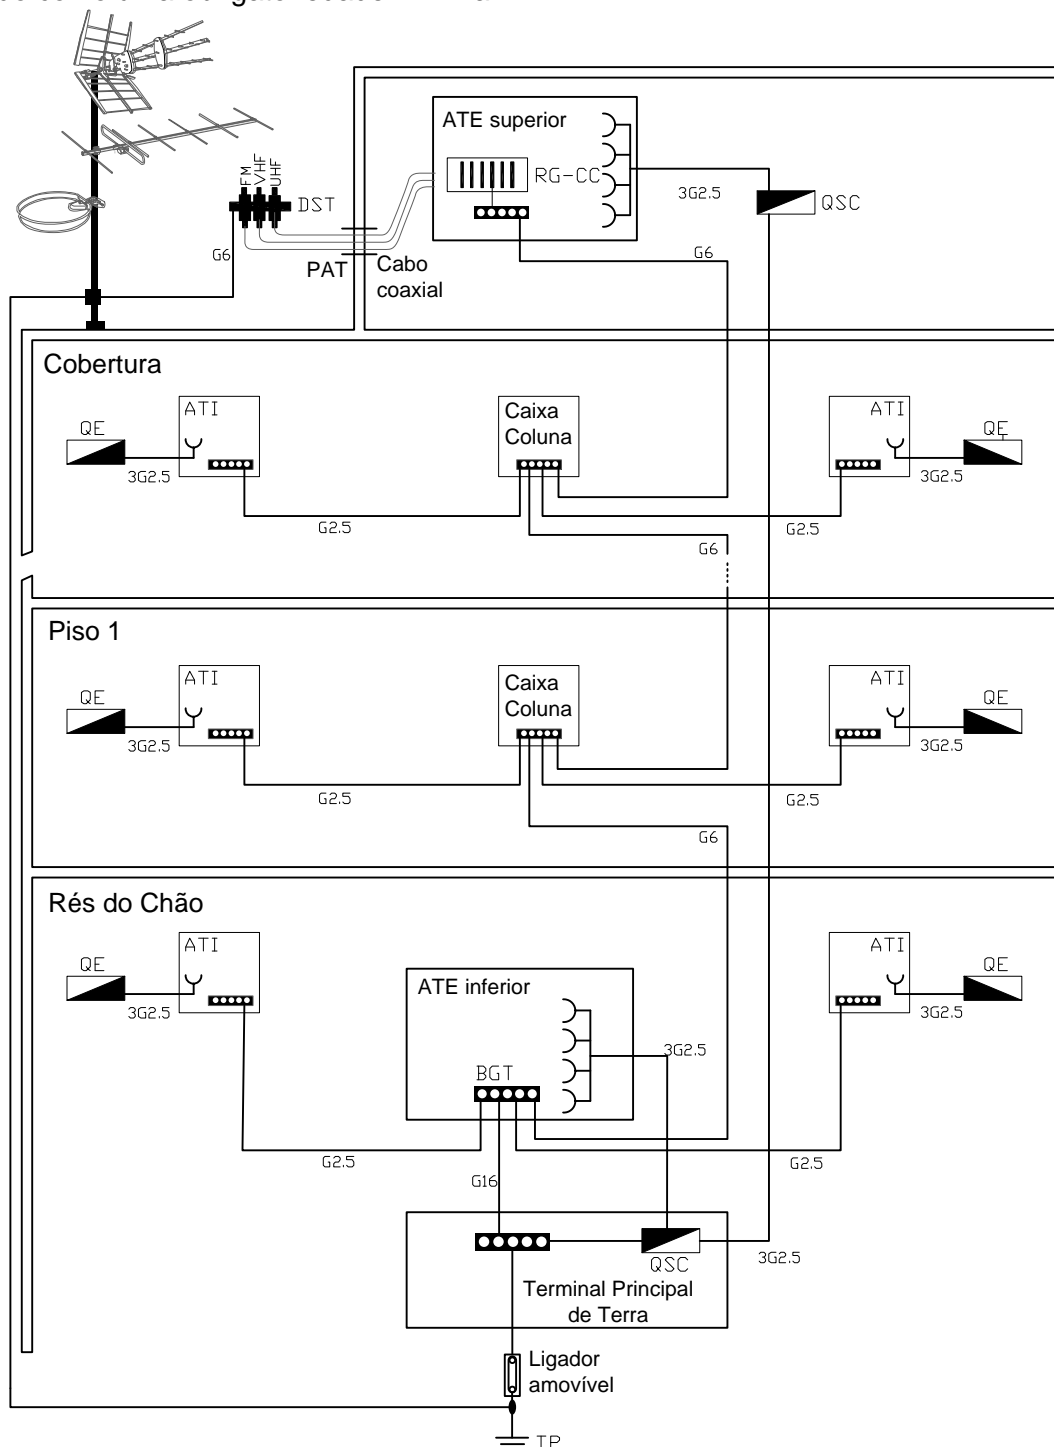 ATE superior
FM
VHF
UHF
RG-CC
DST
3G2.5
QSC
G6
PAT
Cabo
coaxial
G6
Cobertura
ATI
QE
3G2.5
Caixa
Coluna
ATI
QE
3G2.5
G2.5
G2.5
G6
Piso 1
ATI
QE
3G2.5
Caixa
Coluna
ATI
QE
3G2.5
G2.5
G2.5
G6
Rés do Chão
ATI
QE
3G2.5
ATE inferior
ATI
QE
3G2.5
3G2.5
BGT
G2.5
G16
G2.5
QSC
3G2.5
Terminal Principal
de Terra
Ligador
amovível
TP